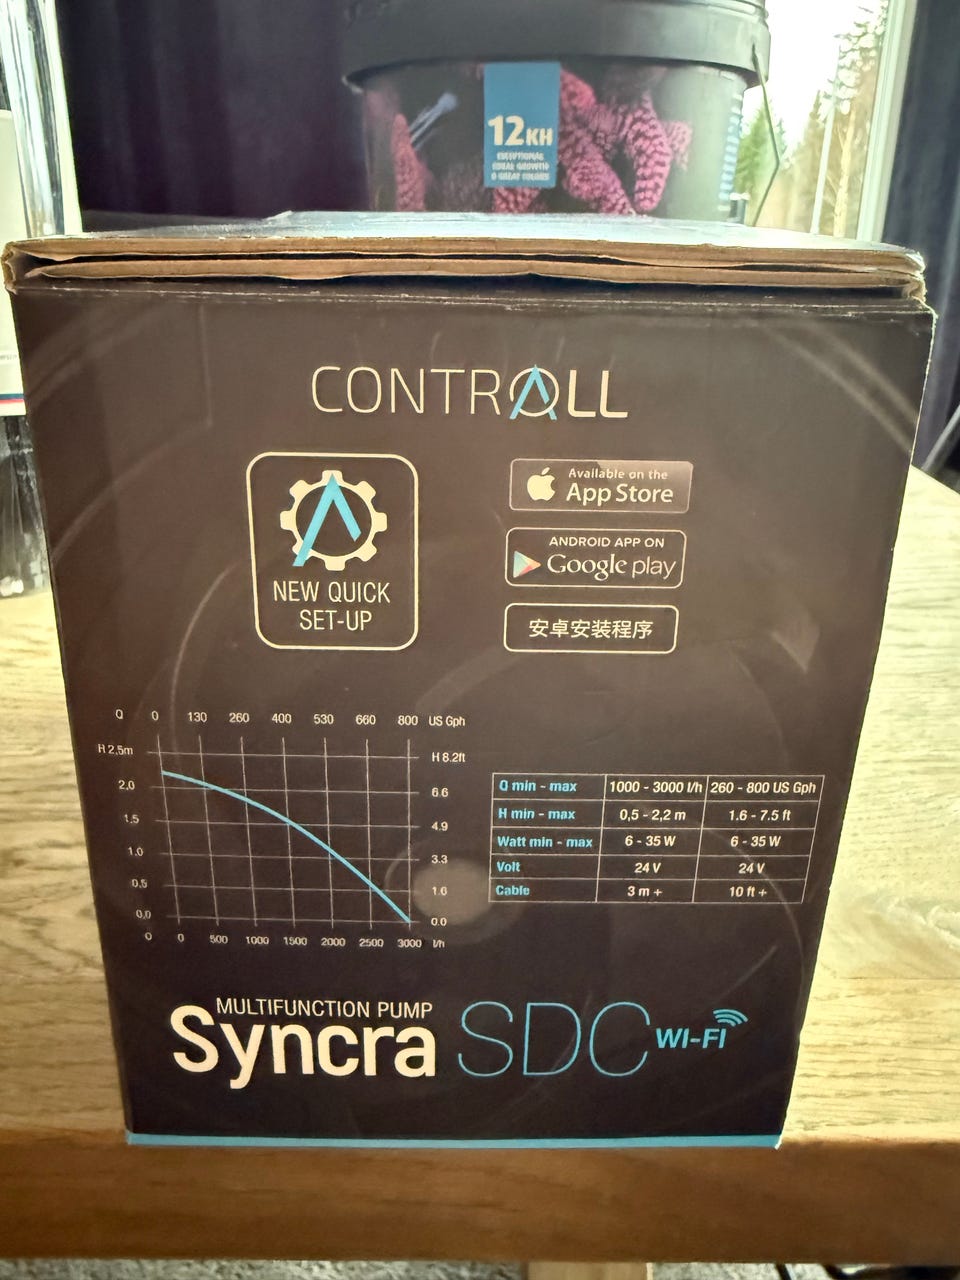 12KH
EXCEPTIONAL
CORAL GROWTH
& GREAT COLORS
CONTRALL
NEW QUICK
SET-UP
Available on the
App Store
ANDROID APP ON
Google play
安卓安装程序
Q 0 130 260 400 530 660 800 US Gph
H 2,5m H 8.2ft
2,0 6.6
1,5 4.9
1,0 3.3
0,5 1.6
0,0 0.0
Q 0 500 1000 1500 2000 2500 3000 l/h
Q min - max 1000 - 3000 l/h 260 - 800 US Gph
H min - max 0,5 - 2,2 m 1.6 - 7.5 ft
Watt min - max 6 - 35 W 6 - 35 W
Volt 24 V 24 V
Cable 3 m + 10 ft +
MULTIFUNCTION PUMP
Syncra SDC WI-FI